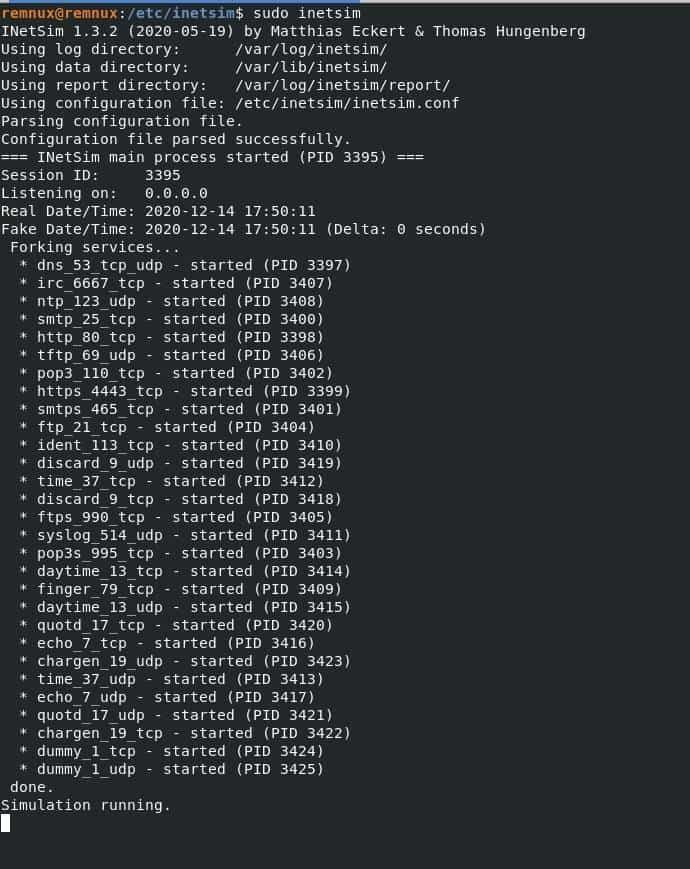 remnux@remnux:/etc/inetsim$ sudo inetsim
INetSim 1.3.2 (2020-05-19) by Matthias Eckert & Thomas Hungenberg
Using log directory:      /var/log/inetsim/
Using data directory:     /var/lib/inetsim/
Using report directory:   /var/log/inetsim/report/
Using configuration file: /etc/inetsim/inetsim.conf
Parsing configuration file.
Configuration file parsed successfully.
=== INetSim main process started (PID 3395) ===
Session ID:     3395
Listening on:   0.0.0.0
Real Date/Time: 2020-12-14 17:50:11
Fake Date/Time: 2020-12-14 17:50:11 (Delta: 0 seconds)
 Forking services...
  * dns_53_tcp_udp - started (PID 3397)
  * irc_6667_tcp - started (PID 3407)
  * ntp_123_udp - started (PID 3408)
  * smtp_25_tcp - started (PID 3400)
  * http_80_tcp - started (PID 3398)
  * tftp_69_udp - started (PID 3406)
  * pop3_110_tcp - started (PID 3402)
  * https_4443_tcp - started (PID 3399)
  * smtps_465_tcp - started (PID 3401)
  * ftp_21_tcp - started (PID 3404)
  * ident_113_tcp - started (PID 3410)
  * discard_9_udp - started (PID 3419)
  * time_37_tcp - started (PID 3412)
  * discard_9_tcp - started (PID 3418)
  * ftps_990_tcp - started (PID 3405)
  * syslog_514_udp - started (PID 3411)
  * pop3s_995_tcp - started (PID 3403)
  * daytime_13_tcp - started (PID 3414)
  * finger_79_tcp - started (PID 3409)
  * daytime_13_udp - started (PID 3415)
  * quotd_17_tcp - started (PID 3420)
  * echo_7_tcp - started (PID 3416)
  * chargen_19_udp - started (PID 3423)
  * time_37_udp - started (PID 3413)
  * echo_7_udp - started (PID 3417)
  * quotd_17_udp - started (PID 3421)
  * chargen_19_tcp - started (PID 3422)
  * dummy_1_tcp - started (PID 3424)
  * dummy_1_udp - started (PID 3425)
 done.
Simulation running.